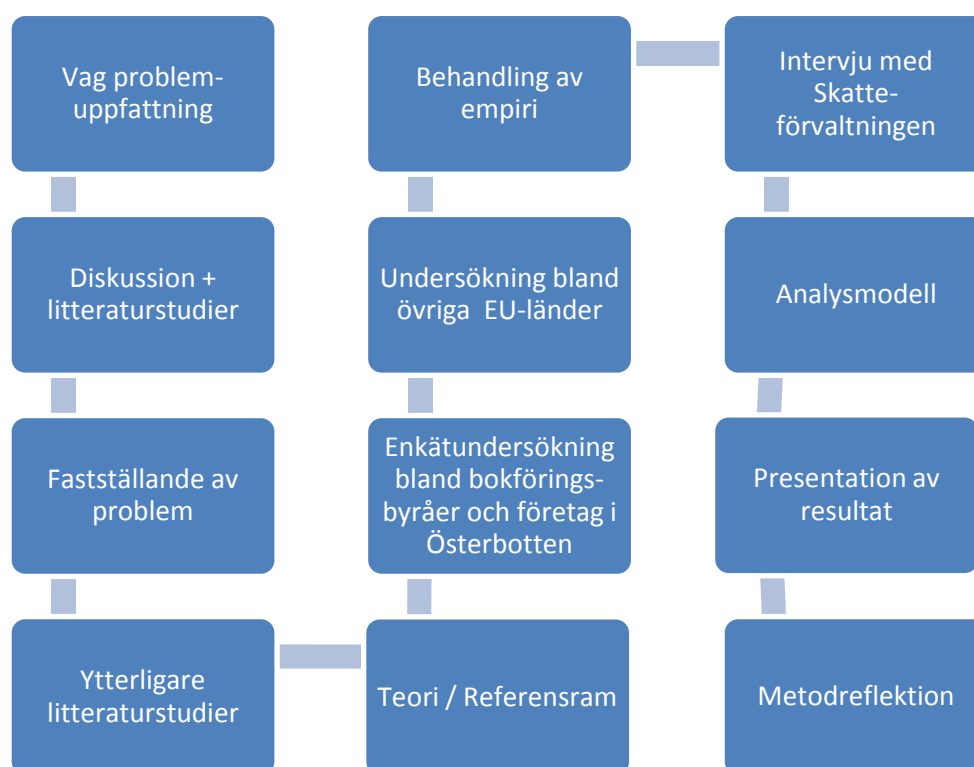 Vag problem-
uppfattning
Diskussion +
litteraturstudier
Fastställande av
problem
Ytterligare
litteraturstudier
Teori / Referensram
Enkätundersökning
bland bokförings-
byråer och företag i
Österbotten
Undersökning bland
övriga EU-länder
Behandling av
empiri
Intervju med
Skatte-
förvaltningen
Analysmodell
Presentation av
resultat
Metodreflektion